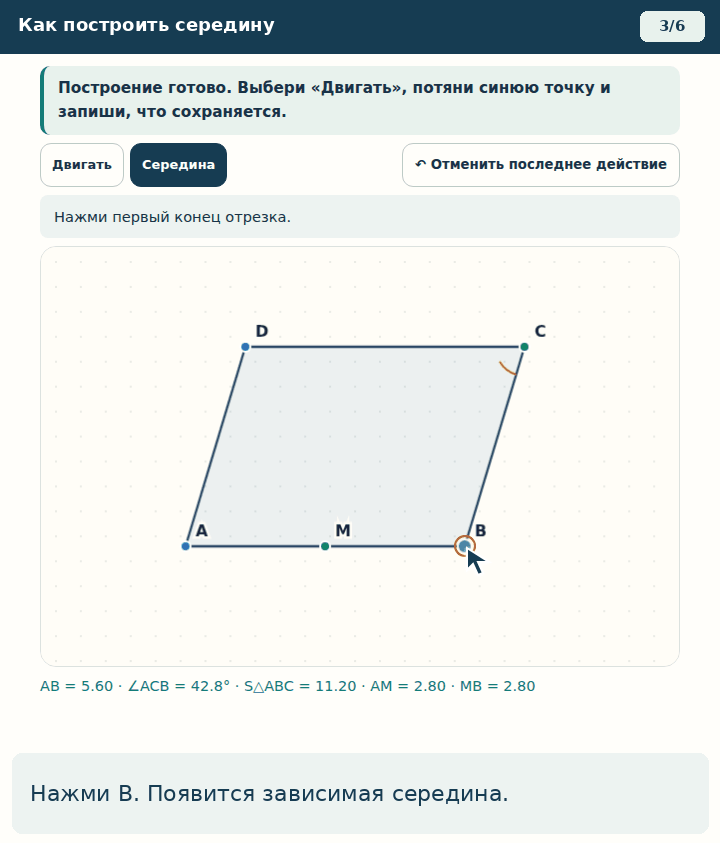 Как построить середину
3/6
Построение готово. Выбери «Двигать», потяни синюю точку и
запиши, что сохраняется.
Двигать
Середина
↶ Отменить последнее действие
Нажми первый конец отрезка.
D
C
A
M
B
AB = 5.60 · ∠ACB = 42.8° · S△ABC = 11.20 · AM = 2.80 · MB = 2.80
Нажми B. Появится зависимая середина.